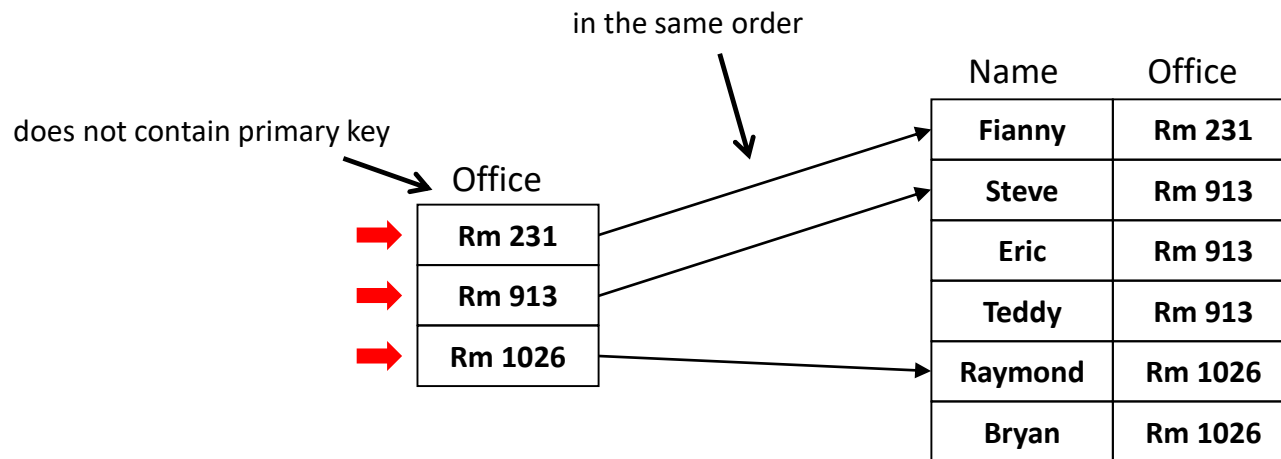 in the same order
does not contain primary key
Office
Rm 231
Rm 913
Rm 1026
Name Office
Fianny Rm 231
Steve Rm 913
Eric Rm 913
Teddy Rm 913
Raymond Rm 1026
Bryan Rm 1026